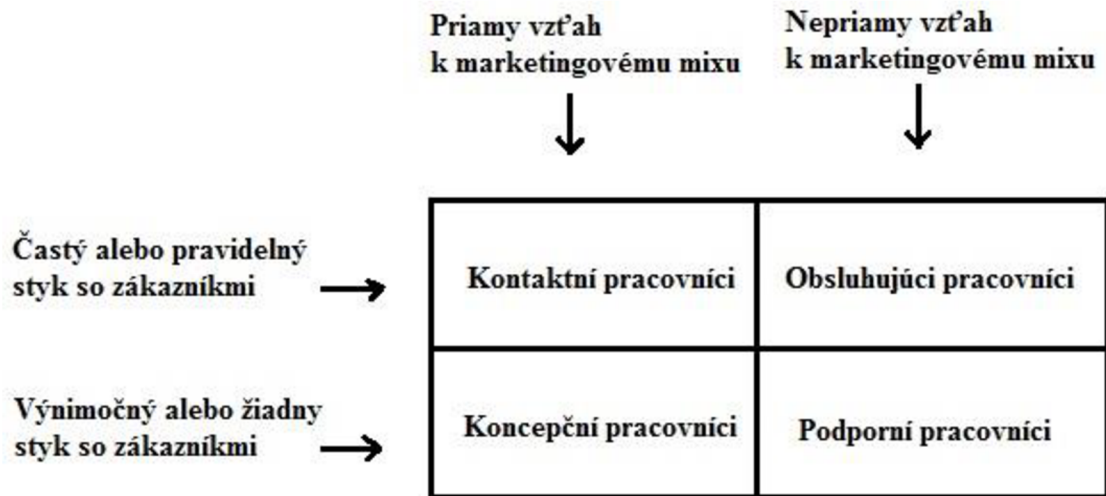 Priamy vzťah
k marketingovému mixu
Nepriamy vzťah
k marketingovému mixu
Častý alebo pravidelný
styk so zákazníkmi
Kontaktní pracovníci
Obsluhujúci pracovníci
Výnimočný alebo žiadny
styk so zákazníkmi
Koncepční pracovníci
Podporní pracovníci